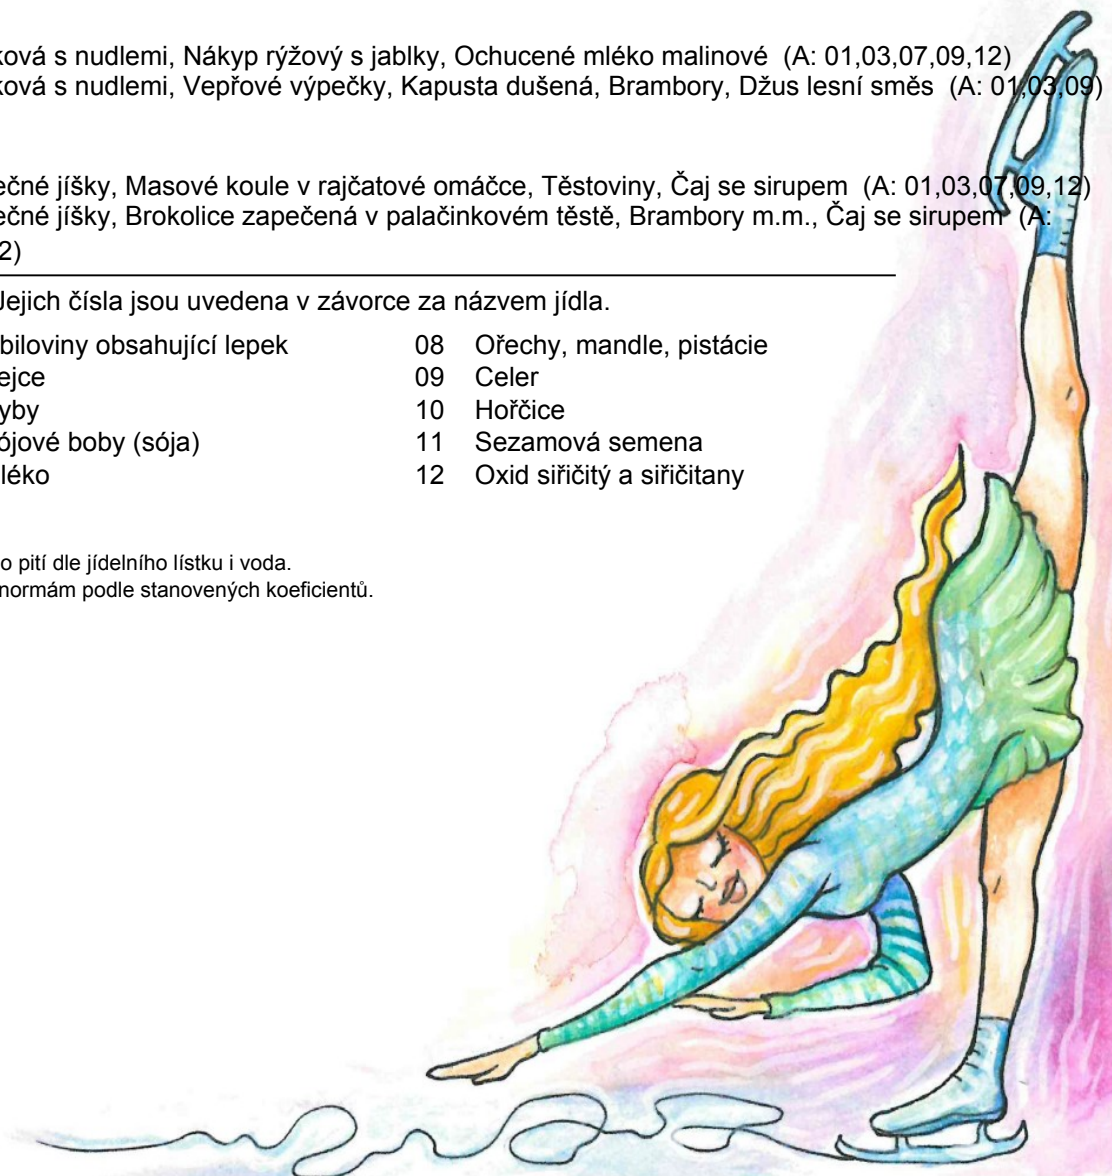 ková s nudlemi, Nákyp rýžový s jablky, Ochucené mléko malinové (A: 01,03,07,09,12)
ková s nudlemi, Vepřové výpečky, Kapusta dušená, Brambory, Džus lesní směs (A: 01,03,09)
ečné jíšky, Masové koule v rajčatové omáčce, Těstoviny, Čaj se sirupem (A: 01,03,07,09,12)
ečné jíšky, Brokolice zapečená v palačinkovém těstě, Brambory m.m., Čaj se sirupem (A:
2)
Jejich čísla jsou uvedena v závorce za názvem jídla.
biloviny obsahující lepek 08 Ořechy, mandle, pistácie
ejce 09 Celer
yby 10 Hořčice
ójové boby (sója) 11 Sezamová semena
léko 12 Oxid siřičitý a siřičitany
o pití dle jídelního lístku i voda.
normám podle stanovených koeficientů.